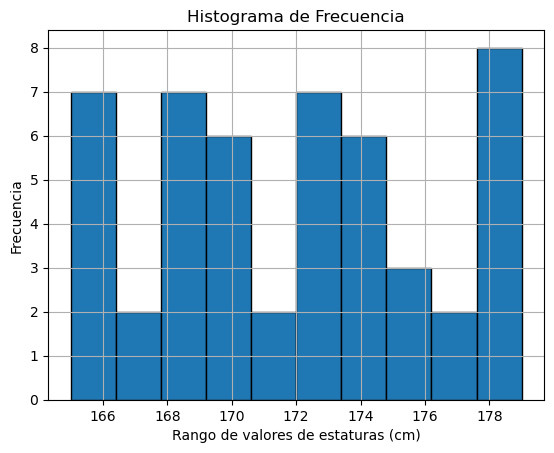 Histograma de Frecuencia
8
7
6
5
4
3
2
1
0
Frecuencia
166 168 170 172 174 176 178
Rango de valores de estaturas (cm)